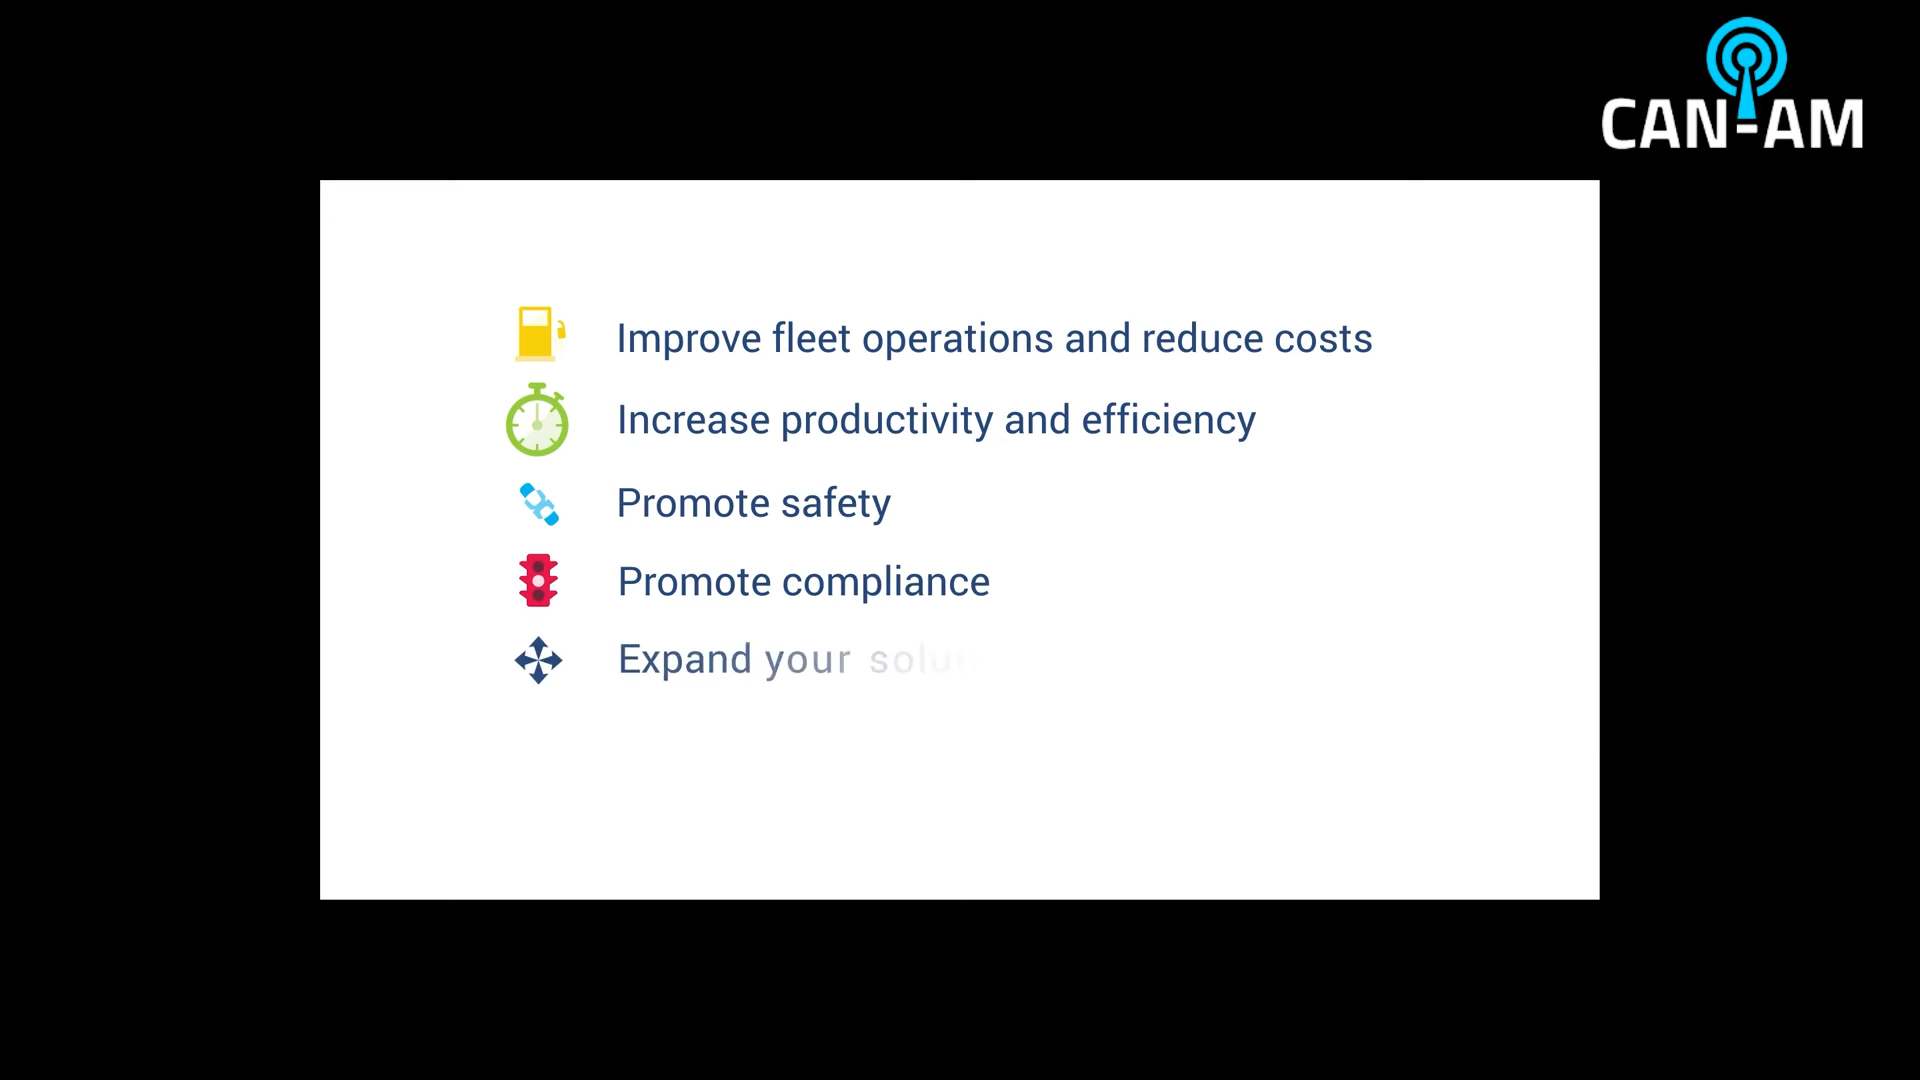 CAN-AM
Improve fleet operations and reduce costs
Increase productivity and efficiency
Promote safety
Promote compliance
Expand your